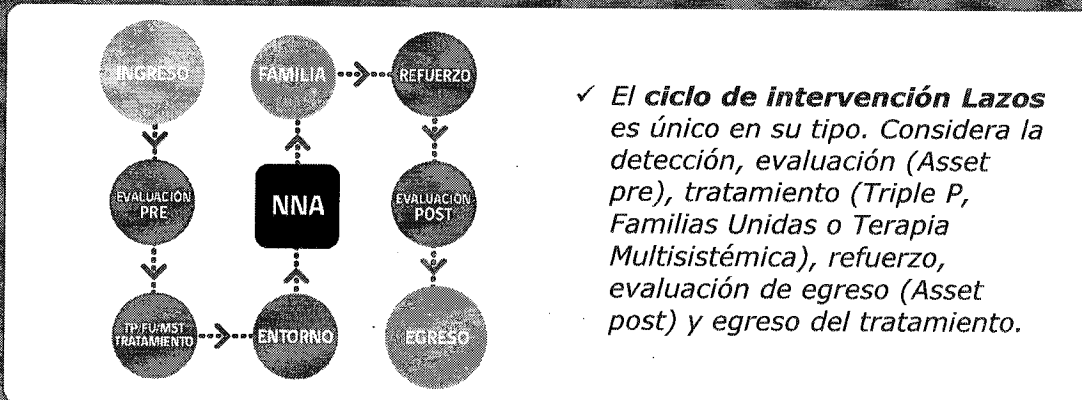 INGRESO
EVALUACIÓN
PRE
TP/FU/MST
TRATAMIENTO
ENTORNO
NNA
FAMILIA
REFUERZO
EVALUACIÓN
POST
EGRESO
✓ El ciclo de intervención Lazos
es único en su tipo. Considera la
detección, evaluación (Asset
pre), tratamiento (Triple P,
Familias Unidas o Terapia
Multisistémica), refuerzo,
evaluación de egreso (Asset
post) y egreso del tratamiento.